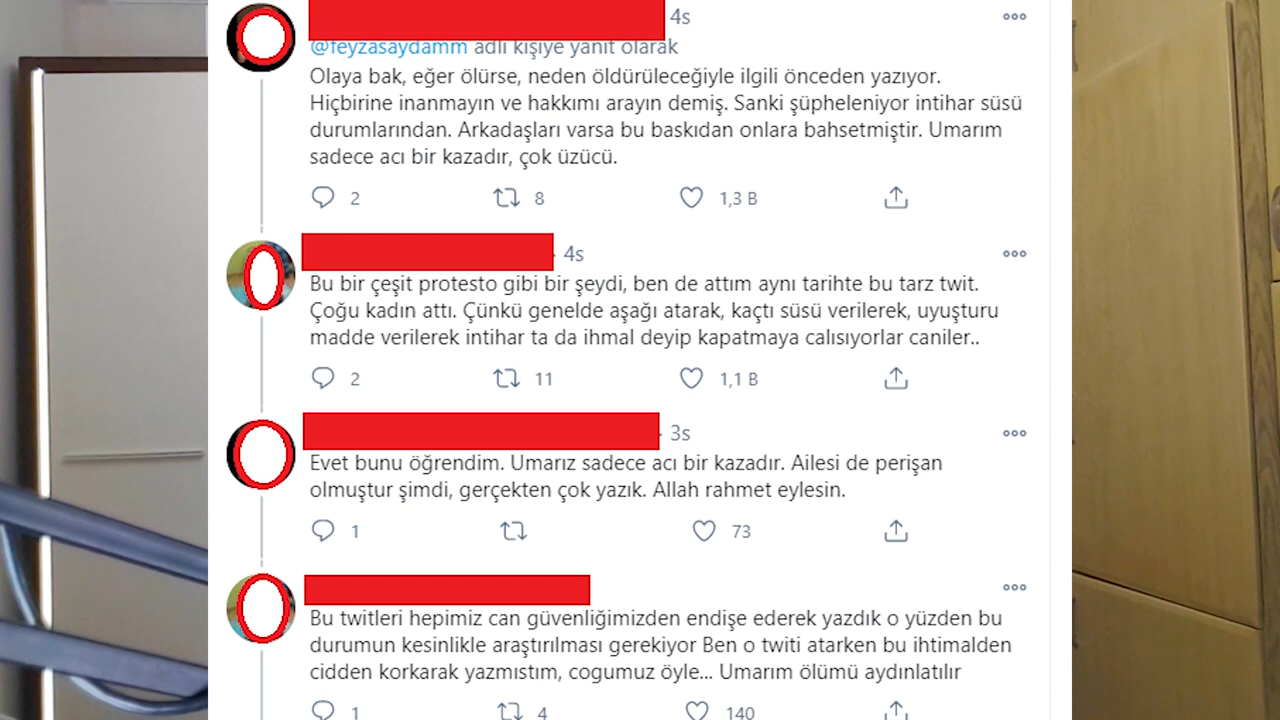 4s
@feyzasaydamm adlı kişiye yanıt olarak
Olaya bak, eğer ölürse, neden öldürüleceğiyle ilgili önceden yazıyor.
Hiçbirine inanmayın ve hakkımı arayın demiş. Sanki şüpheleniyor intihar süsü
durumlarından. Arkadaşları varsa bu baskıdan onlara bahsetmiştir. Umarım
sadece acı bir kazadır, çok üzücü.
2 8 1,3 B
4s
Bu bir çeşit protesto gibi bir şeydi, ben de attım aynı tarihte bu tarz twit.
Çoğu kadın attı. Çünkü genelde aşağı atarak, kaçtı süsü verilerek, uyuşturu
madde verilerek intihar ta da ihmal deyip kapatmaya calısıyorlar caniler..
2 11 1,1 B
3s
Evet bunu öğrendim. Umarız sadece acı bir kazadır. Ailesi de perişan
olmuştur şimdi, gerçekten çok yazık. Allah rahmet eylesin.
1 73
Bu twitleri hepimiz can güvenliğimizden endişe ederek yazdık o yüzden bu
durumun kesinlikle araştırılması gerekiyor Ben o twiti atarken bu ihtimalden
cidden korkarak yazmıstım, cogumuz öyle... Umarım ölümü aydınlatılır
1 4 140